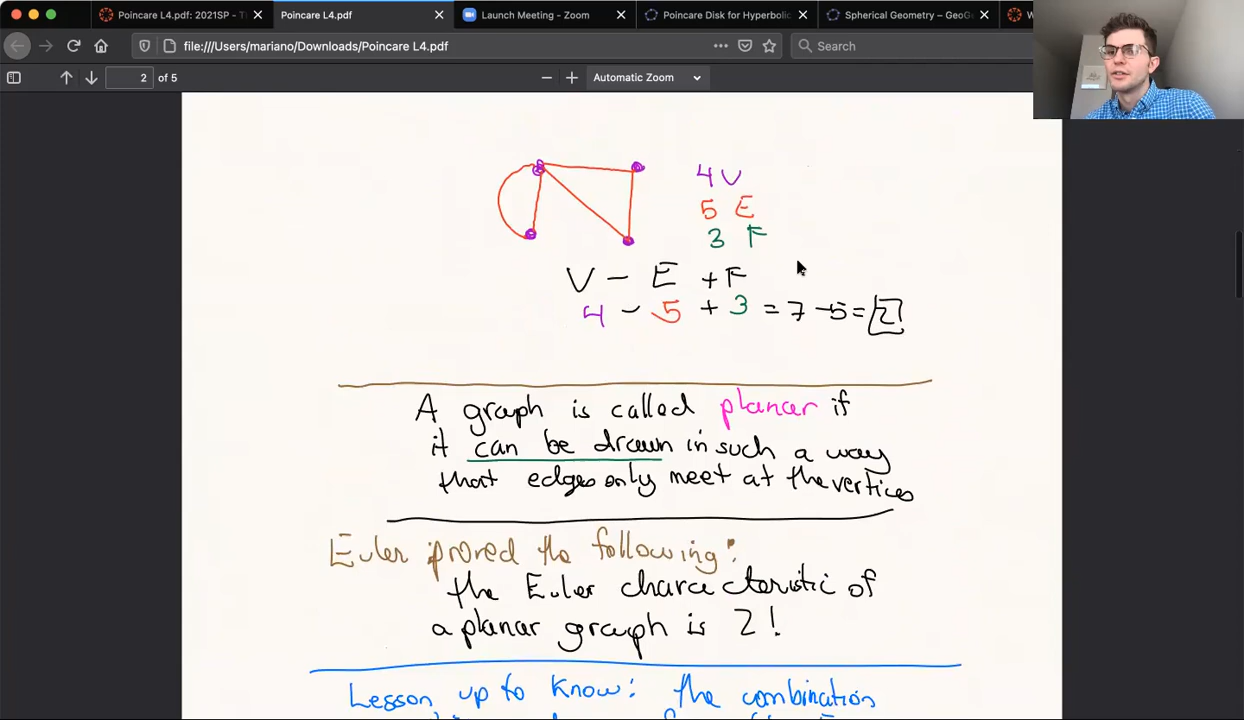 Poincare L4.pdf: 2021SP - T
Poincare L4.pdf
Launch Meeting - Zoom
Poincare Disk for Hyperbolic
Spherical Geometry – GeoG
file:///Users/mariano/Downloads/Poincare L4.pdf
Search
2 of 5
Automatic Zoom
4 V
5 E
3 F
V - E + F
4 - 5 + 3 = 7 - 5 = 2
A graph is called planar if
it can be drawn in such a way
that edges only meet at the vertices
Euler proved the following:
the Euler characteristic of
a planar graph is 2!
Lesson up to know: the combination